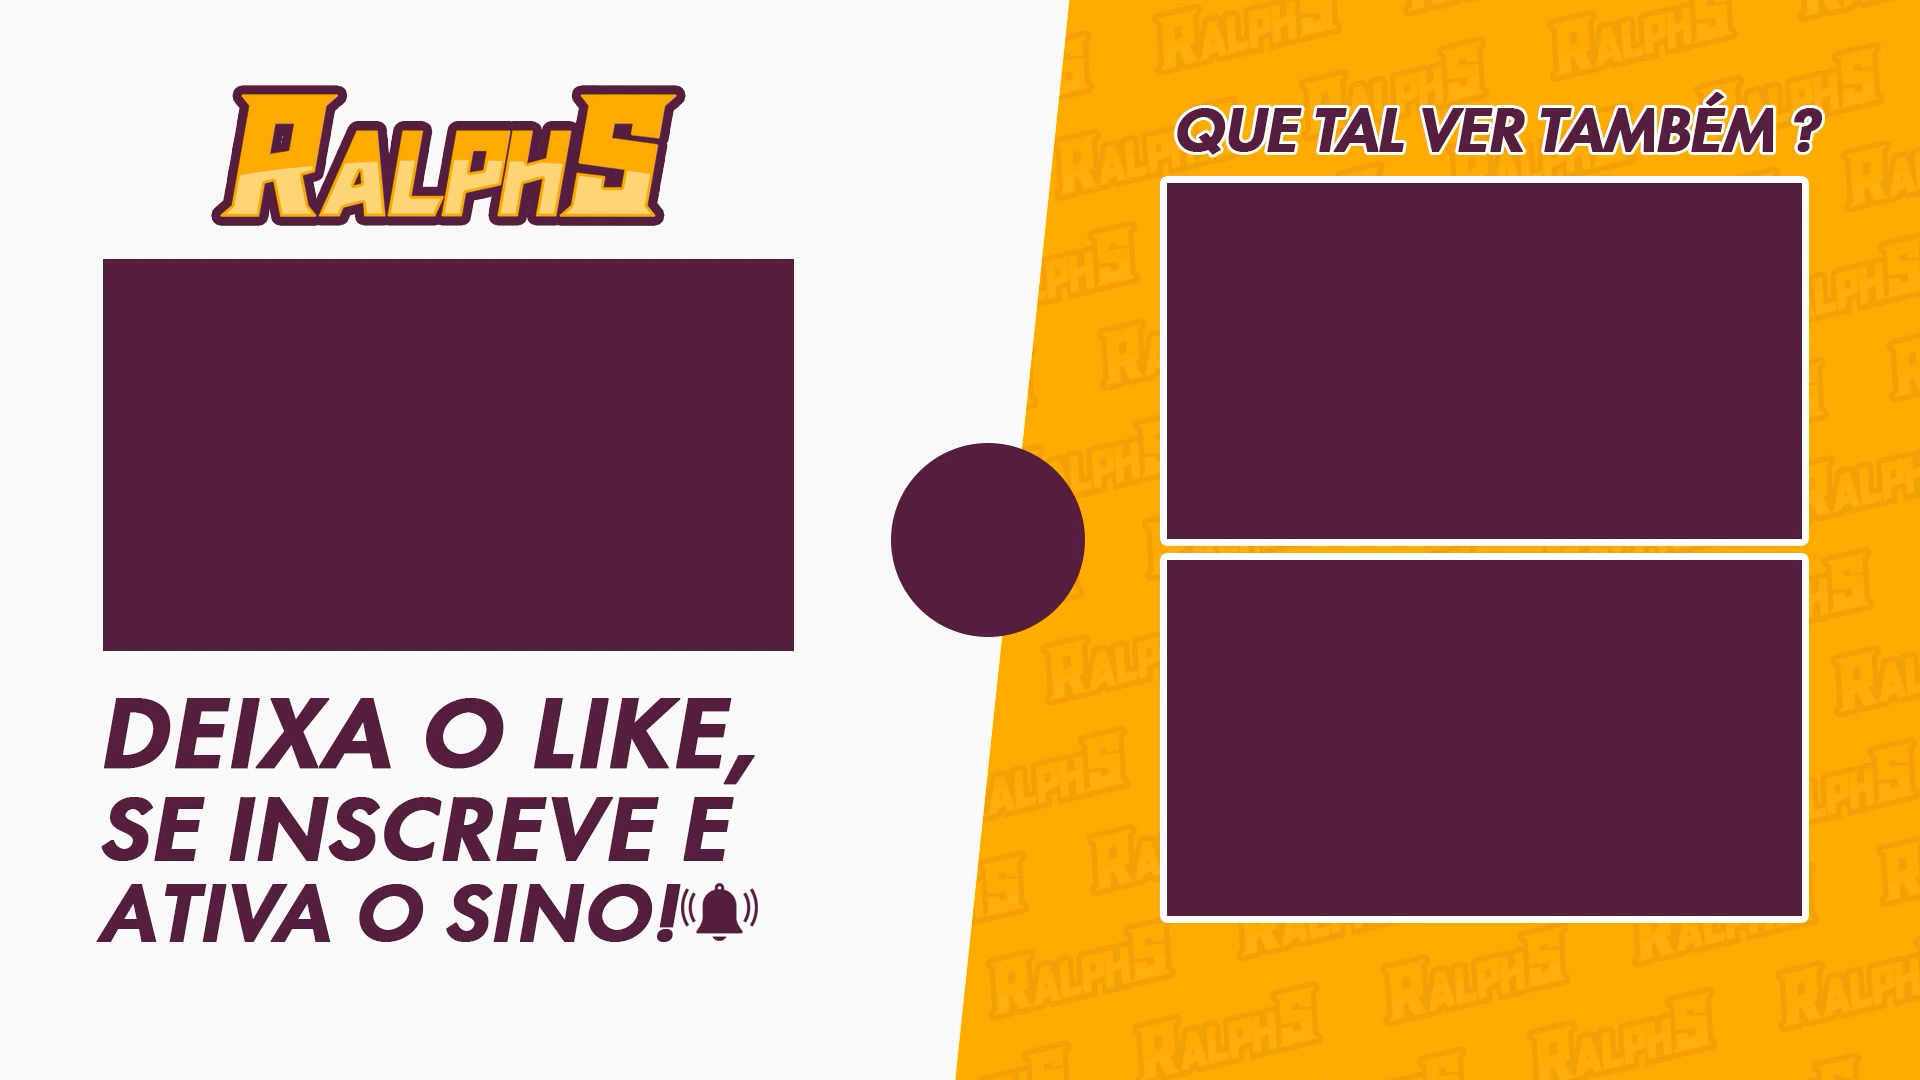 RALPHS
DEIXA O LIKE,
SE INSCREVE E
ATIVA O SINO!
QUE TAL VER TAMBÉM ?